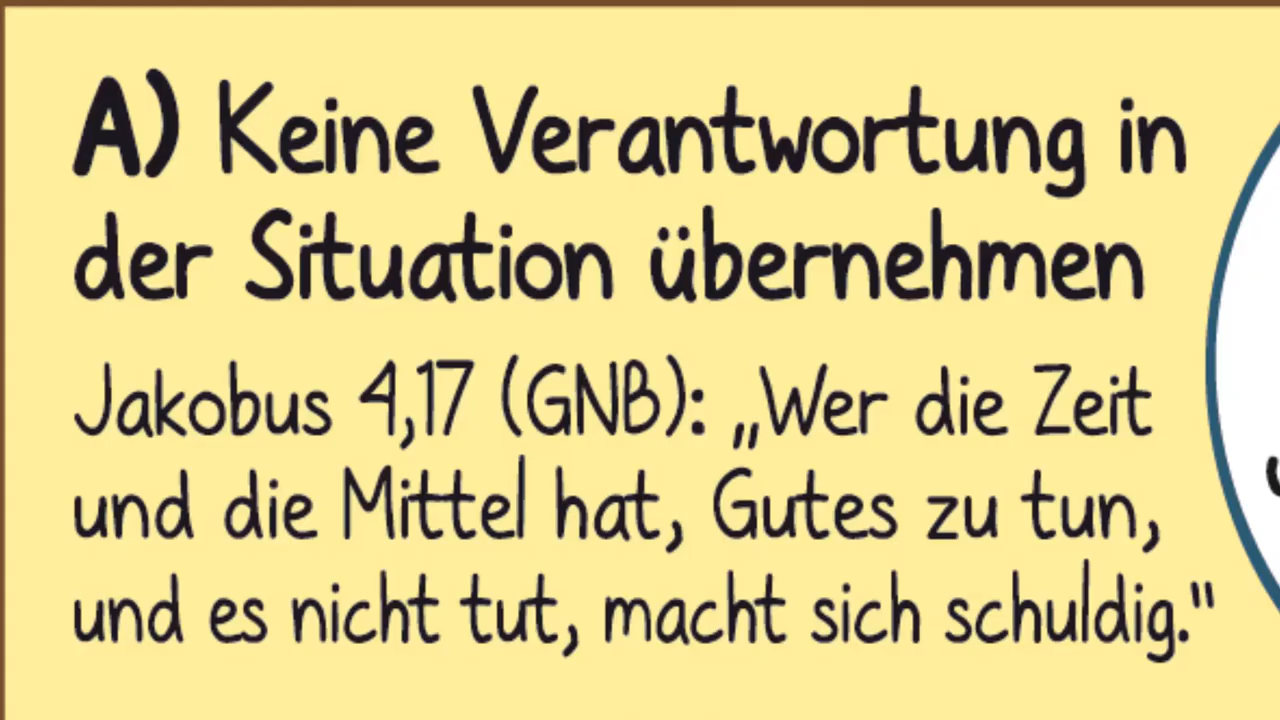 A) Keine Verantwortung in
der Situation übernehmen
Jakobus 4,17 (GNB): „Wer die Zeit
und die Mittel hat, Gutes zu tun,
und es nicht tut, macht sich schuldig."